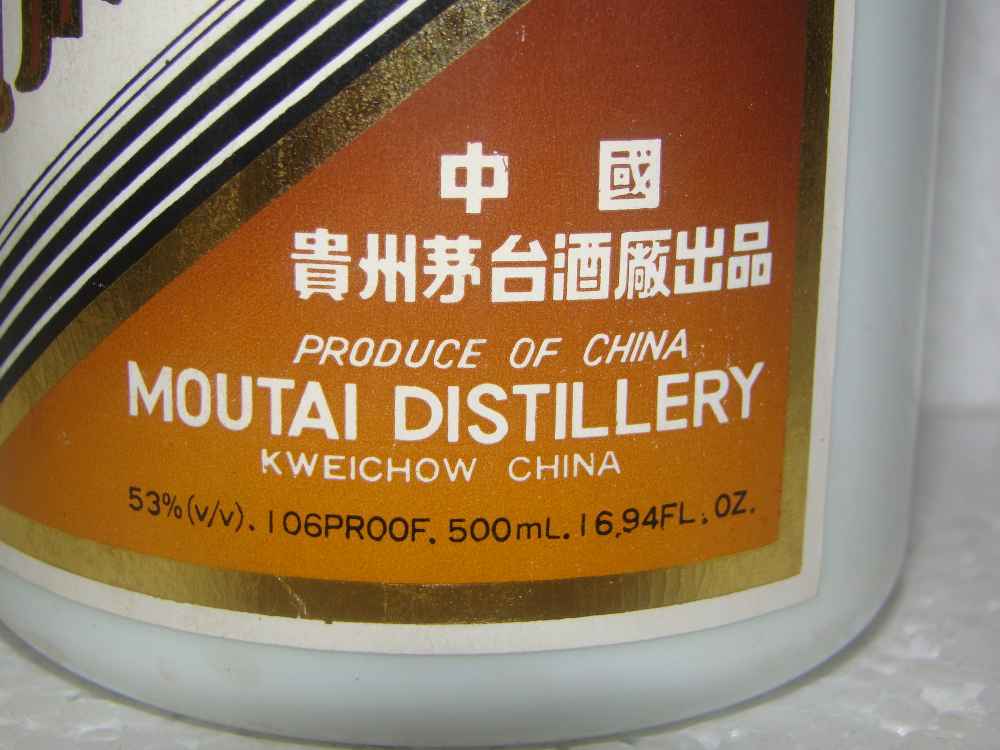 中國
貴州茅台酒厰出品
PRODUCE OF CHINA
MOUTAI DISTILLERY
KWEICHOW CHINA
53%(v/v). 106PROOF. 500mL. 16.94FL. OZ.